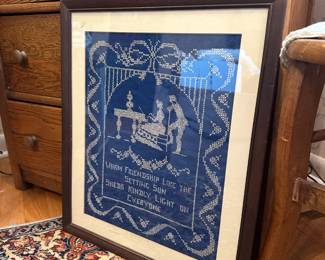 WARM FRIENDSHIP LIKE THE
SETTING SUN
SHEDS KINDLY LIGHT ON
EVERYONE